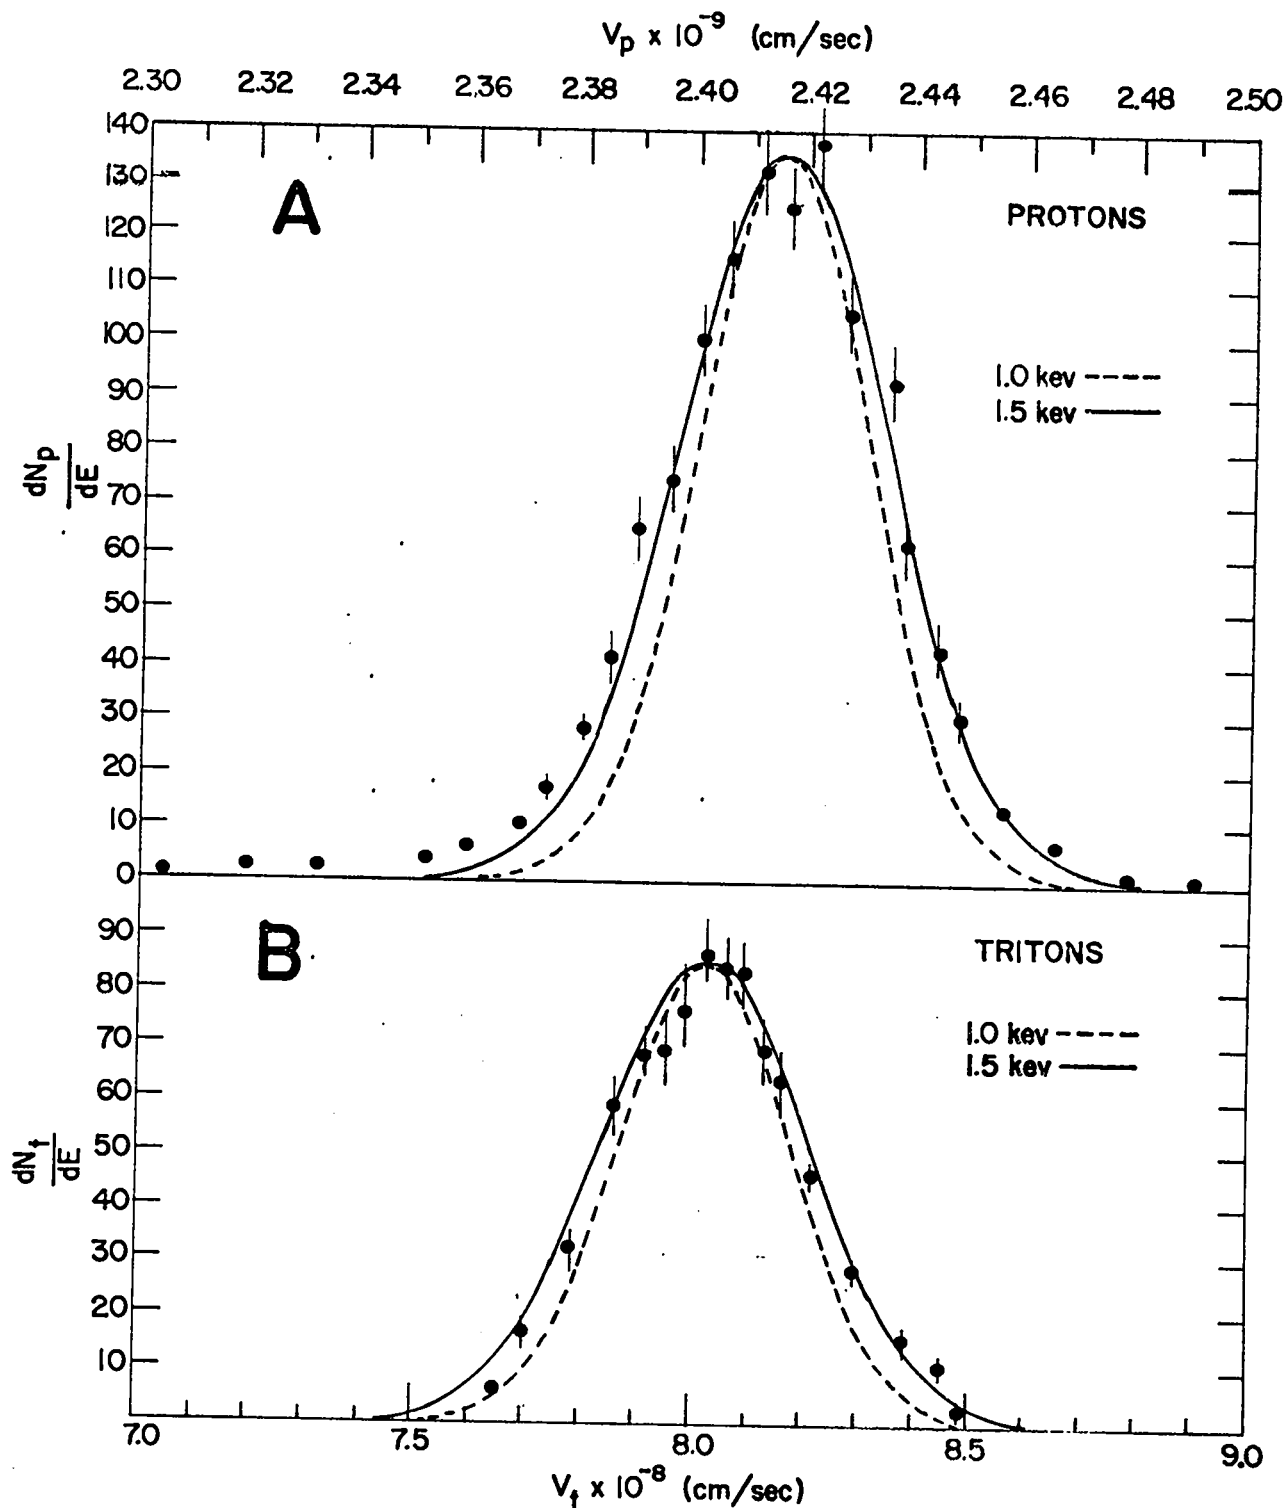 Vp x 10-9 (cm/sec)
2.30 2.32 2.34 2.36 2.38 2.40 2.42 2.44 2.46 2.48 2.50
140
130
120
110
100
90
80
70
60
50
40
30
20
10
0
A
PROTONS
1.0 kev
1.5 kev
dNp
dE
B
TRITONS
1.0 kev
1.5 kev
90
80
70
60
50
40
30
20
10
dNt
dE
7.0 7.5 8.0 8.5 9.0
Vt x 10-8 (cm/sec)